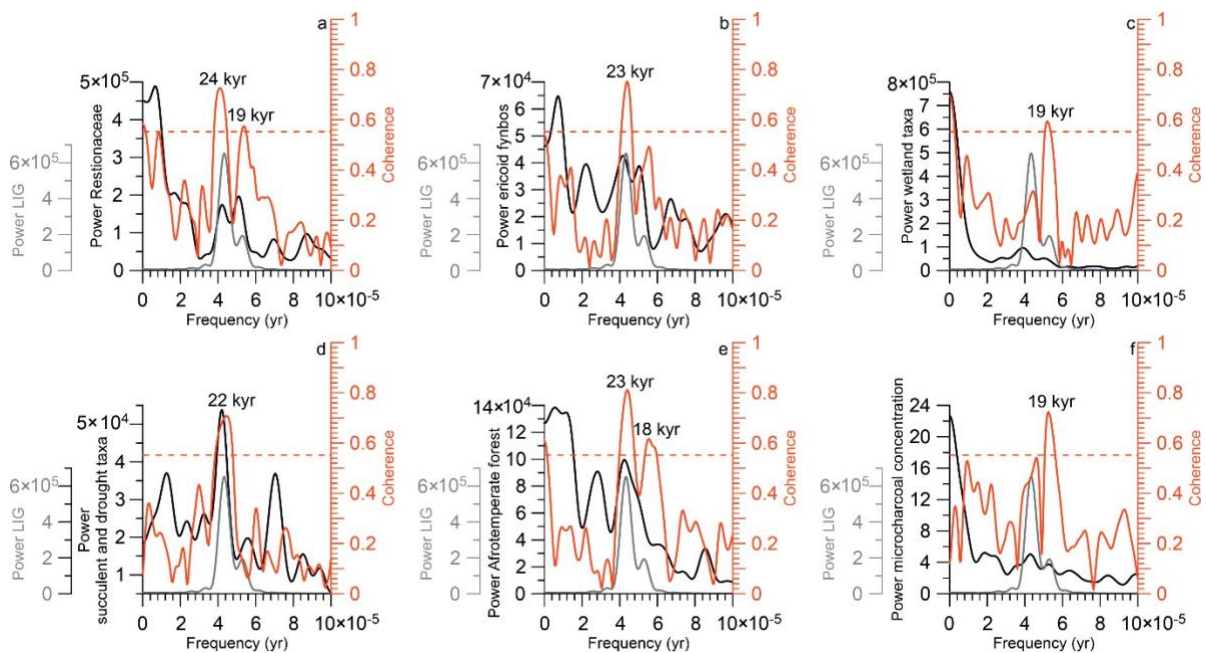 a
1
0.8
0.6
0.4
0.2
0
Coherence
24 kyr
19 kyr
5×10⁵
4
3
2
1
0
Power Restionaceae
6×10⁵
4
2
0
Power LIG
0 2 4 6 8 10×10⁻⁵
Frequency (yr)
b
1
0.8
0.6
0.4
0.2
0
Coherence
23 kyr
7×10⁴
6
5
4
3
2
1
0
Power ericoid fynbos
6×10⁵
4
2
0
Power LIG
0 2 4 6 8 10×10⁻⁵
Frequency (yr)
c
1
0.8
0.6
0.4
0.2
0
Coherence
19 kyr
8×10⁵
7
6
5
4
3
2
1
0
Power wetland taxa
6×10⁵
4
2
0
Power LIG
0 2 4 6 8 10×10⁻⁵
Frequency (yr)
d
1
0.8
0.6
0.4
0.2
0
Coherence
22 kyr
5×10⁴
4
3
2
1
Power
succulent and drought taxa
6×10⁵
4
2
0
Power LIG
0 2 4 6 8 10×10⁻⁵
Frequency (yr)
e
1
0.8
0.6
0.4
0.2
0
Coherence
23 kyr
18 kyr
14×10⁴
12
10
8
6
4
2
0
Power Afrotemperate forest
6×10⁵
4
2
0
Power LIG
0 2 4 6 8 10×10⁻⁵
Frequency (yr)
f
1
0.8
0.6
0.4
0.2
0
Coherence
19 kyr
24
20
16
12
8
4
0
Power microcharcoal concentration
6×10⁵
4
2
0
Power LIG
0 2 4 6 8 10×10⁻⁵
Frequency (yr)